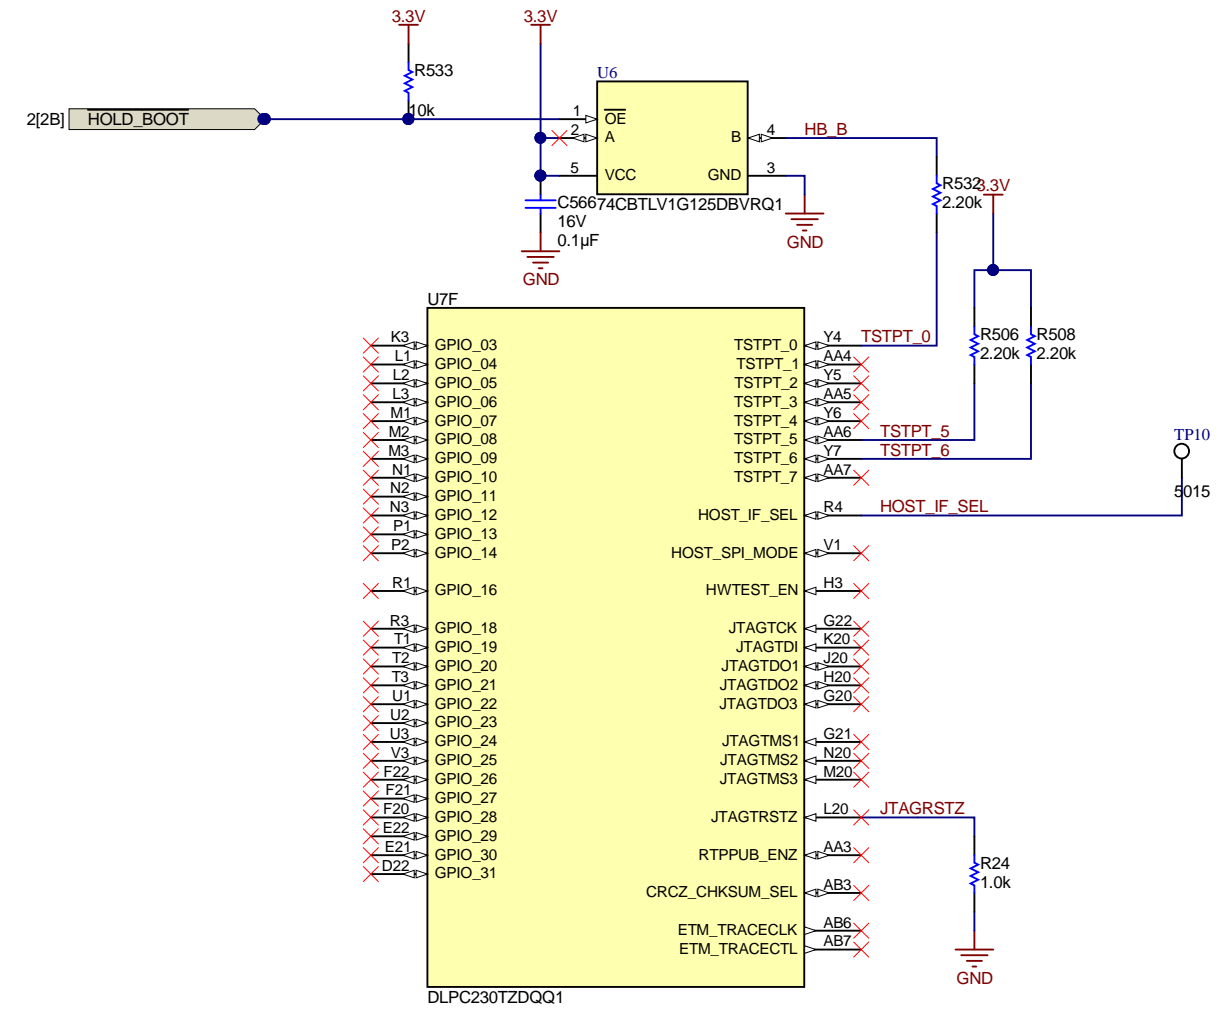 3.3V
3.3V
R533
10k
2[2B]
HOLD_BOOT
U6
1
OE
2
A
5
VCC
B
4
HB_B
GND
3
74CBTLV1G125DBVRQ1
C566
16V
0.1µF
GND
GND
R532
2.20k
3.3V
R506
2.20k
R508
2.20k
U7F
K3 GPIO_03
L1 GPIO_04
L2 GPIO_05
L3 GPIO_06
M1 GPIO_07
M2 GPIO_08
M3 GPIO_09
N1 GPIO_10
N2 GPIO_11
N3 GPIO_12
P1 GPIO_13
P2 GPIO_14
R1 GPIO_16
R3 GPIO_18
T1 GPIO_19
T2 GPIO_20
T3 GPIO_21
U1 GPIO_22
U2 GPIO_23
U3 GPIO_24
V3 GPIO_25
F22 GPIO_26
F21 GPIO_27
F20 GPIO_28
E22 GPIO_29
E21 GPIO_30
D22 GPIO_31
TSTPT_0 Y4 TSTPT_0
TSTPT_1 AA4
TSTPT_2 Y5
TSTPT_3 AA5
TSTPT_4 Y6
TSTPT_5 AA6 TSTPT_5
TSTPT_6 Y7 TSTPT_6
TSTPT_7 AA7
HOST_IF_SEL R4 HOST_IF_SEL
TP10
5015
HOST_SPI_MODE V1
HWTEST_EN H3
JTAGTCK G22
JTAGTDI K20
JTAGTDO1 J20
JTAGTDO2 H20
JTAGTDO3 G20
JTAGTMS1 G21
JTAGTMS2 N20
JTAGTMS3 M20
JTAGTRSTZ L20 JTAGRSTZ
RTPPUB_ENZ AA3
CRCZ_CHKSUM_SEL AB3
ETM_TRACECLK AB6
ETM_TRACECTL AB7
R24
1.0k
GND
DLPC230TZDQQ1